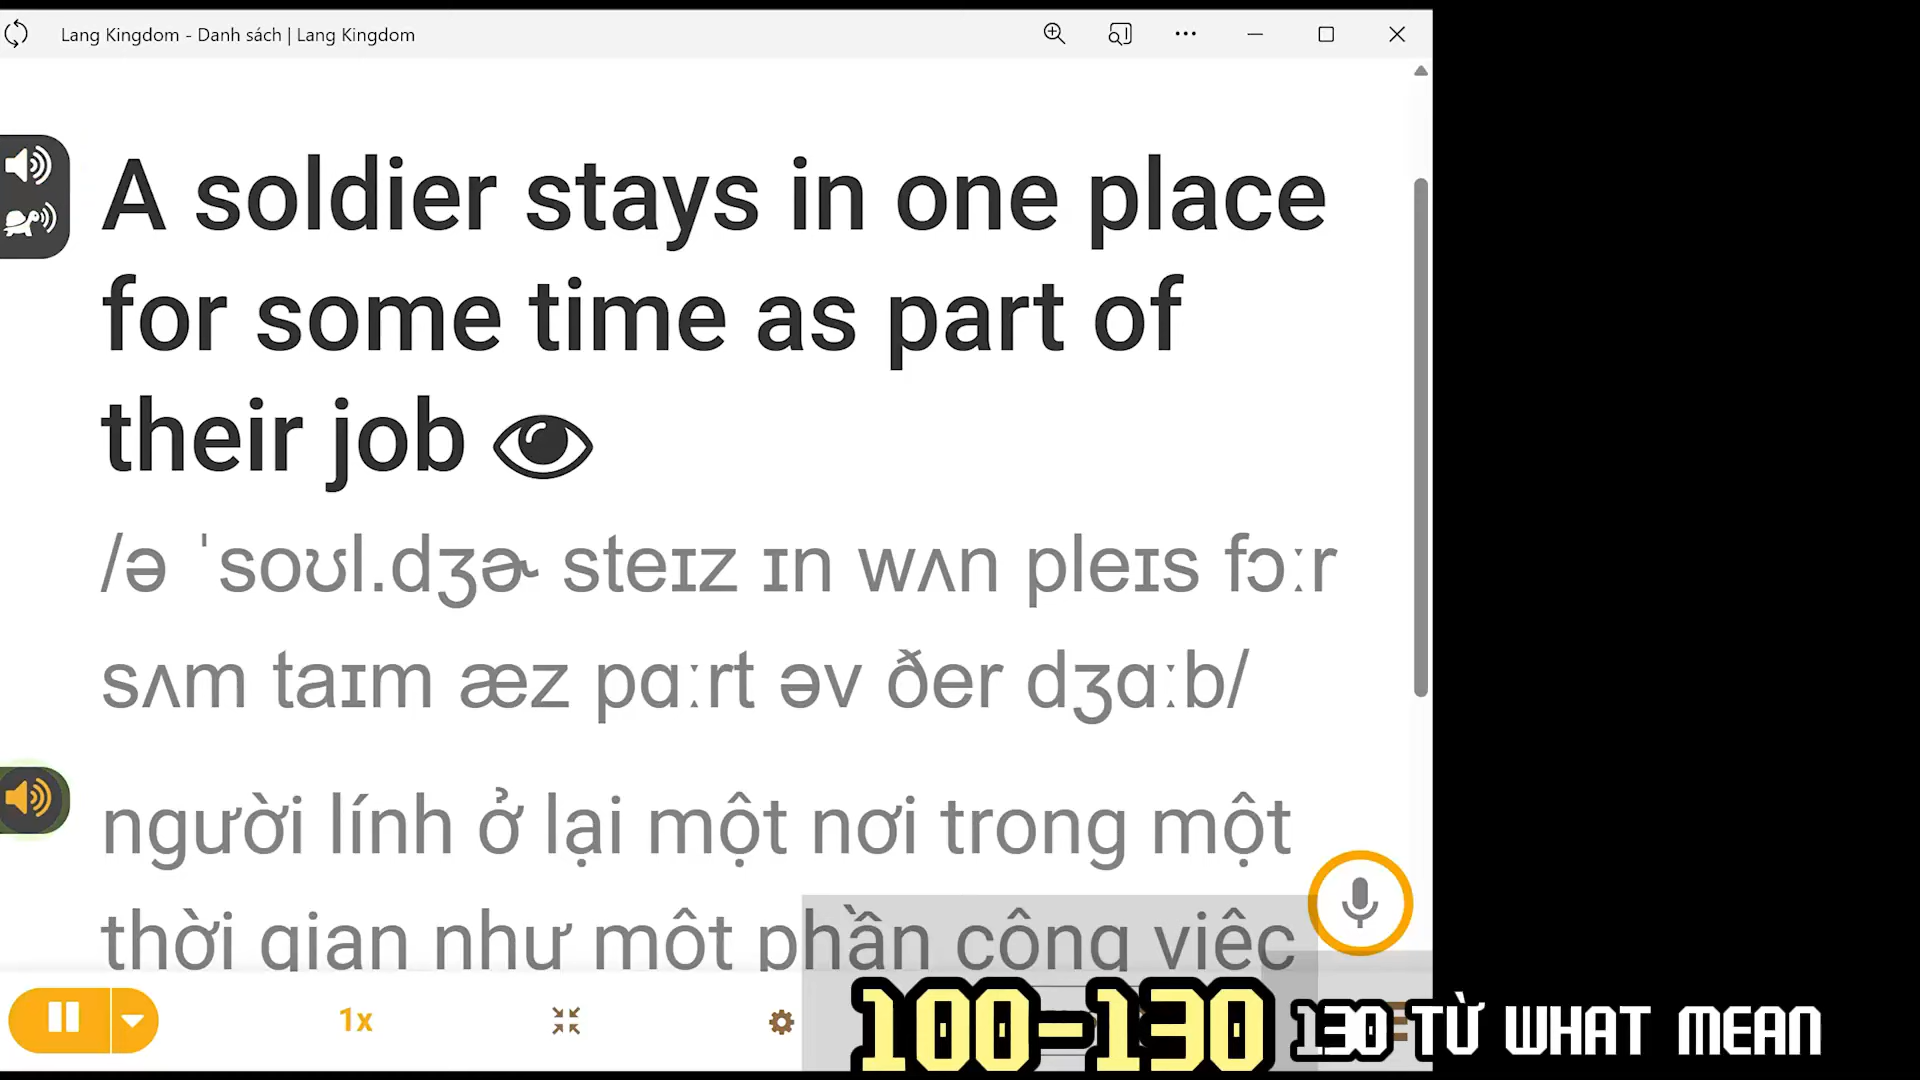 Lang Kingdom - Danh sách | Lang Kingdom
A soldier stays in one place
for some time as part of
their job
/ə ˈsoʊl.dʒɚ steɪz ɪn wʌn pleɪs fɔːr
sʌm taɪm æz pɑːrt əv ðer dʒɑːb/
người lính ở lại một nơi trong một
thời gian như một phần công việc
1x
100-130 130 TỪ WHAT MEAN